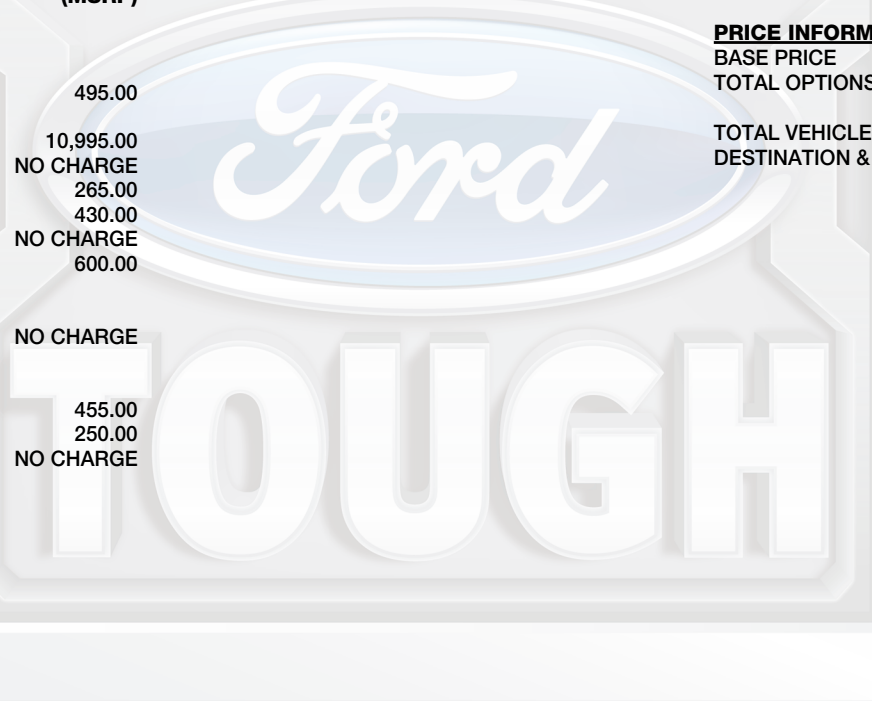 (MSRP)
495.00
10,995.00
NO CHARGE
265.00
430.00
NO CHARGE
600.00
NO CHARGE
455.00
250.00
NO CHARGE
PRICE INFORM
BASE PRICE
TOTAL OPTIONS
TOTAL VEHICLE
DESTINATION &
Ford
TOUGH